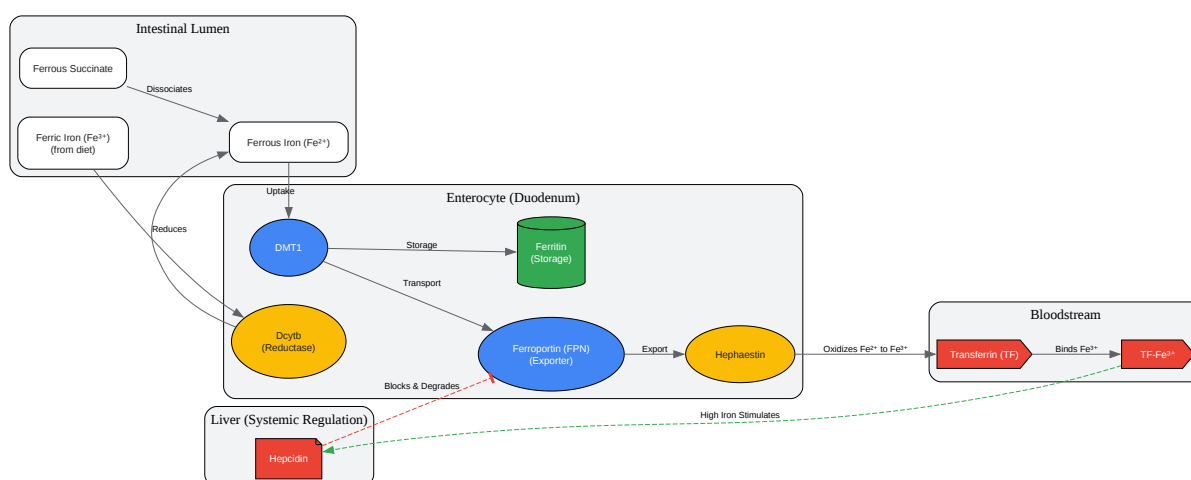 Intestinal Lumen
Ferrous Succinate
Dissociates
Ferric Iron (Fe³⁺)
(from diet)
Ferrous Iron (Fe²⁺)
Uptake
Reduces
Enterocyte (Duodenum)
DMT1
Storage
Ferritin
(Storage)
Transport
Dcytb
(Reductase)
Ferroportin (FPN)
(Exporter)
Export
Hephaestin
Oxidizes Fe²⁺ to Fe³⁺
Bloodstream
Transferrin (TF)
Binds Fe³⁺
TF-Fe³⁺
Blocks & Degrades
High Iron Stimulates
Liver (Systemic Regulation)
Hepcidin